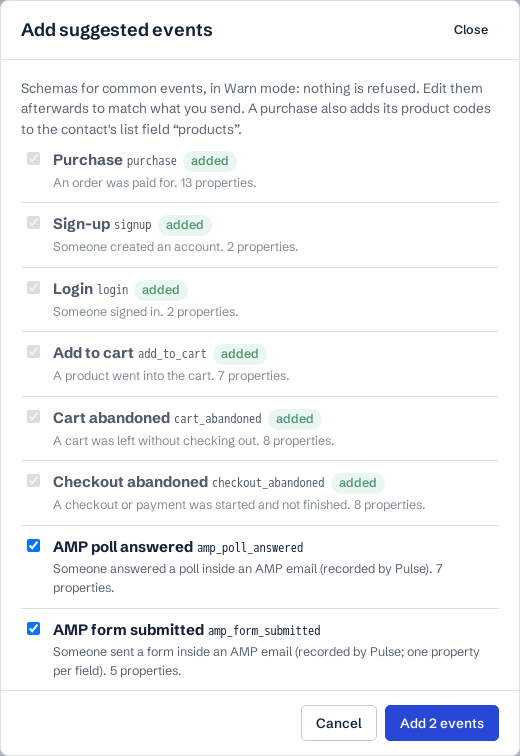 Add suggested events
Close
Schemas for common events, in Warn mode: nothing is refused. Edit them
afterwards to match what you send. A purchase also adds its product codes
to the contact's list field “products”.
Purchase purchase added
An order was paid for. 13 properties.
Sign-up signup added
Someone created an account. 2 properties.
Login login added
Someone signed in. 2 properties.
Add to cart add_to_cart added
A product went into the cart. 7 properties.
Cart abandoned cart_abandoned added
A cart was left without checking out. 8 properties.
Checkout abandoned checkout_abandoned added
A checkout or payment was started and not finished. 8 properties.
AMP poll answered amp_poll_answered
Someone answered a poll inside an AMP email (recorded by Pulse). 7
properties.
AMP form submitted amp_form_submitted
Someone sent a form inside an AMP email (recorded by Pulse; one property
per field). 5 properties.
Cancel
Add 2 events